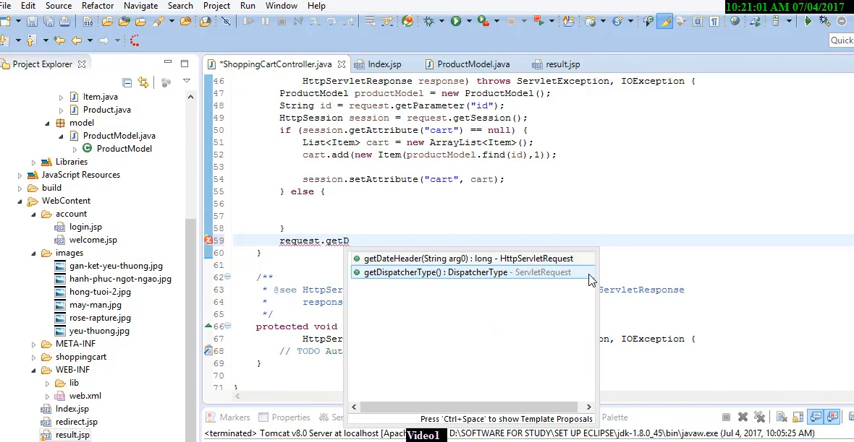 10:21:01 AM 07/04/2017
File Edit Source Refactor Navigate Search Project Run Window Help
Quick
Project Explorer
*ShoppingCartController.java Index.jsp ProductModel.java result.jsp
Item.java
Product.java
model
ProductModel.java
ProductModel
Libraries
JavaScript Resources
build
WebContent
account
login.jsp
welcome.jsp
images
gan-ket-yeu-thuong.jpg
hanh-phuc-ngot-ngao.jpg
hong-tuoi-2.jpg
may-man.jpg
rose-rapture.jpg
yeu-thuong.jpg
META-INF
shoppingcart
WEB-INF
lib
web.xml
Index.jsp
redirect.jsp
result.jsp
46 HttpServletResponse response) throws ServletException, IOException {
47 ProductModel productModel = new ProductModel();
48 String id = request.getParameter("id");
49 HttpSession session = request.getSession();
50 if (session.getAttribute("cart") == null) {
51 List<Item> cart = new ArrayList<Item>();
52 cart.add(new Item(productModel.find(id),1));
53
54 session.setAttribute("cart", cart);
55 } else {
56
57
58 }
59 request.getD
60 }
61
62 /**
63 * @see HttpSer ServletResponse
64 * respons
65 */
66 protected void
67 HttpSer on, IOException {
68 // TODO Aut
69 }
70
71 }
getDateHeader(String arg0) : long - HttpServletRequest
getDispatcherType() : DispatcherType - ServletRequest
Press 'Ctrl+Space' to show Template Proposals
Markers Properties Palette
<terminated> Tomcat v8.0 Server at localhost [Apac D:\SOFTWARE FOR STUDY\SET UP ECLIPSE\jdk-1.8.0_45\bin\javaw.exe (Jul 4, 2017, 10:05:25 AM)
Video1